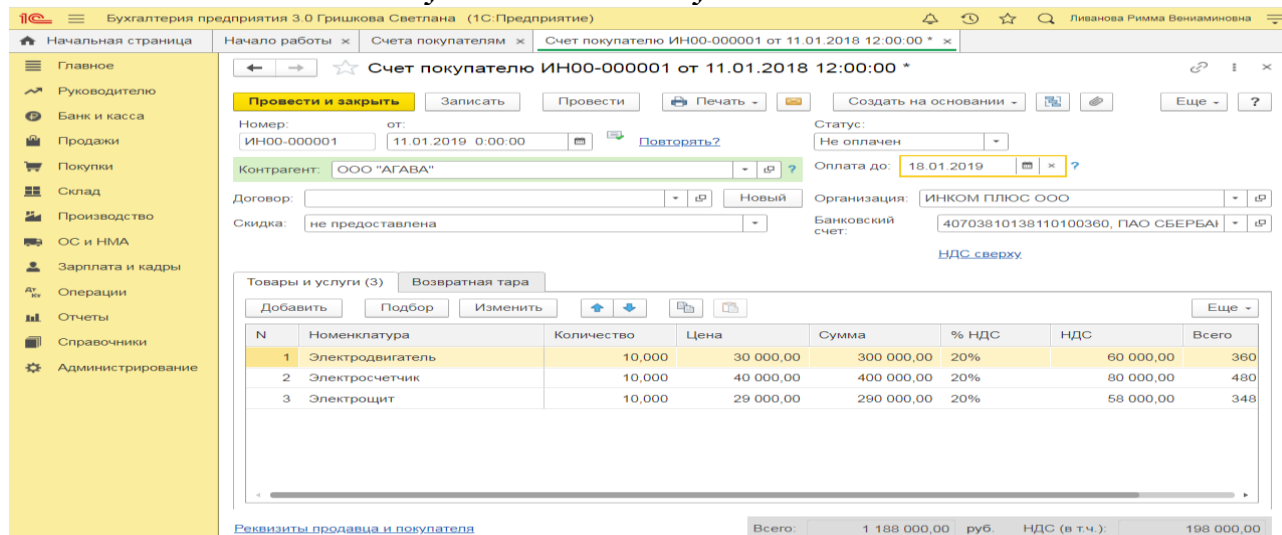 1С Бухгалтерия предприятия 3.0 Гришкова Светлана (1С:Предприятие) Ливанова Римма Вениаминовна
Начальная страница Начало работы × Счета покупателям × Счет покупателю ИН00-000001 от 11.01.2018 12:00:00 * ×
Главное
Руководителю
Банк и касса
Продажи
Покупки
Склад
Производство
ОС и НМА
Зарплата и кадры
Операции
Отчеты
Справочники
Администрирование
Счет покупателю ИН00-000001 от 11.01.2018 12:00:00 *
Провести и закрыть Записать Провести Печать Создать на основании Еще ?
Номер: от: Статус:
ИН00-000001 11.01.2019 0:00:00 Повторять? Не оплачен
Контрагент: ООО "АГАВА" ? Оплата до: 18.01.2019 × ?
Договор: Новый Организация: ИНКОМ ПЛЮС ООО
Скидка: не предоставлена Банковский счет: 40703810138110100360, ПАО СБЕРБАН
НДС сверху
Товары и услуги (3) Возвратная тара
Добавить Подбор Изменить Еще
N Номенклатура Количество Цена Сумма % НДС НДС Всего
1 Электродвигатель 10,000 30 000,00 300 000,00 20% 60 000,00 360
2 Электросчетчик 10,000 40 000,00 400 000,00 20% 80 000,00 480
3 Электрощит 10,000 29 000,00 290 000,00 20% 58 000,00 348
Реквизиты продавца и покупателя Всего: 1 188 000,00 руб. НДС (в т.ч.): 198 000,00